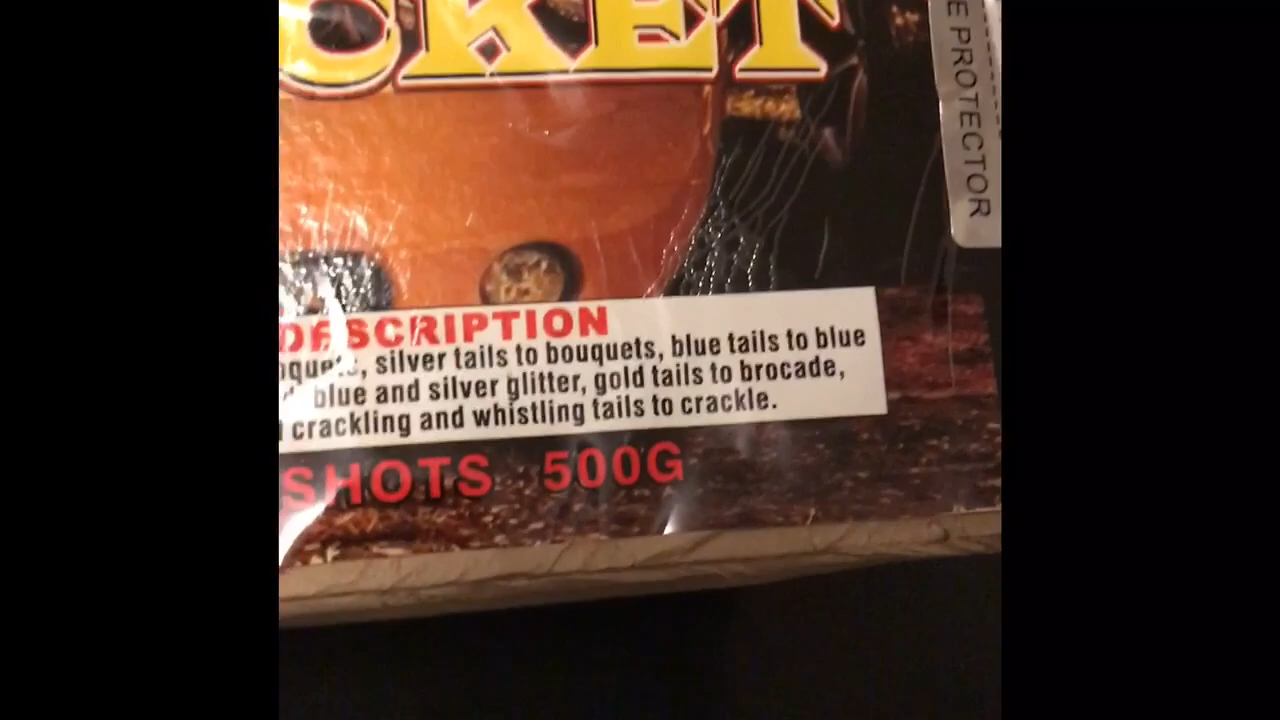 CKET
E PROTECTOR
DESCRIPTION
silver tails to bouquets, blue tails to blue
blue and silver glitter, gold tails to brocade,
crackling and whistling tails to crackle.
SHOTS 500G